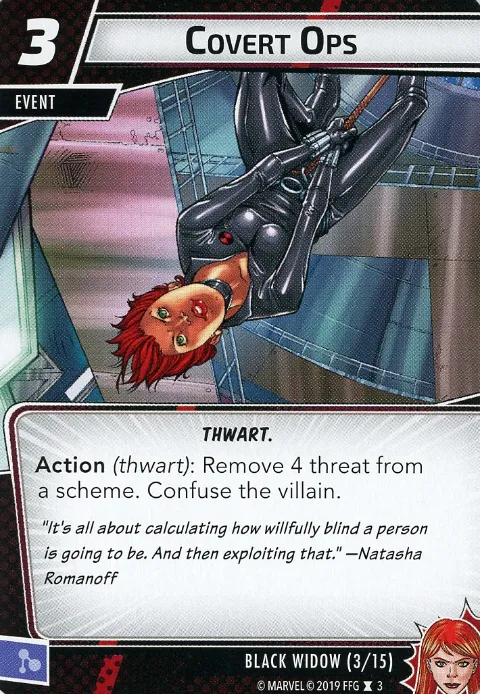 3
COVERT OPS
EVENT
THWART.
Action (thwart): Remove 4 threat from
a scheme. Confuse the villain.
"It's all about calculating how willfully blind a person
is going to be. And then exploiting that." —Natasha
Romanoff
BLACK WIDOW (3/15)
© MARVEL © 2019 FFG 3